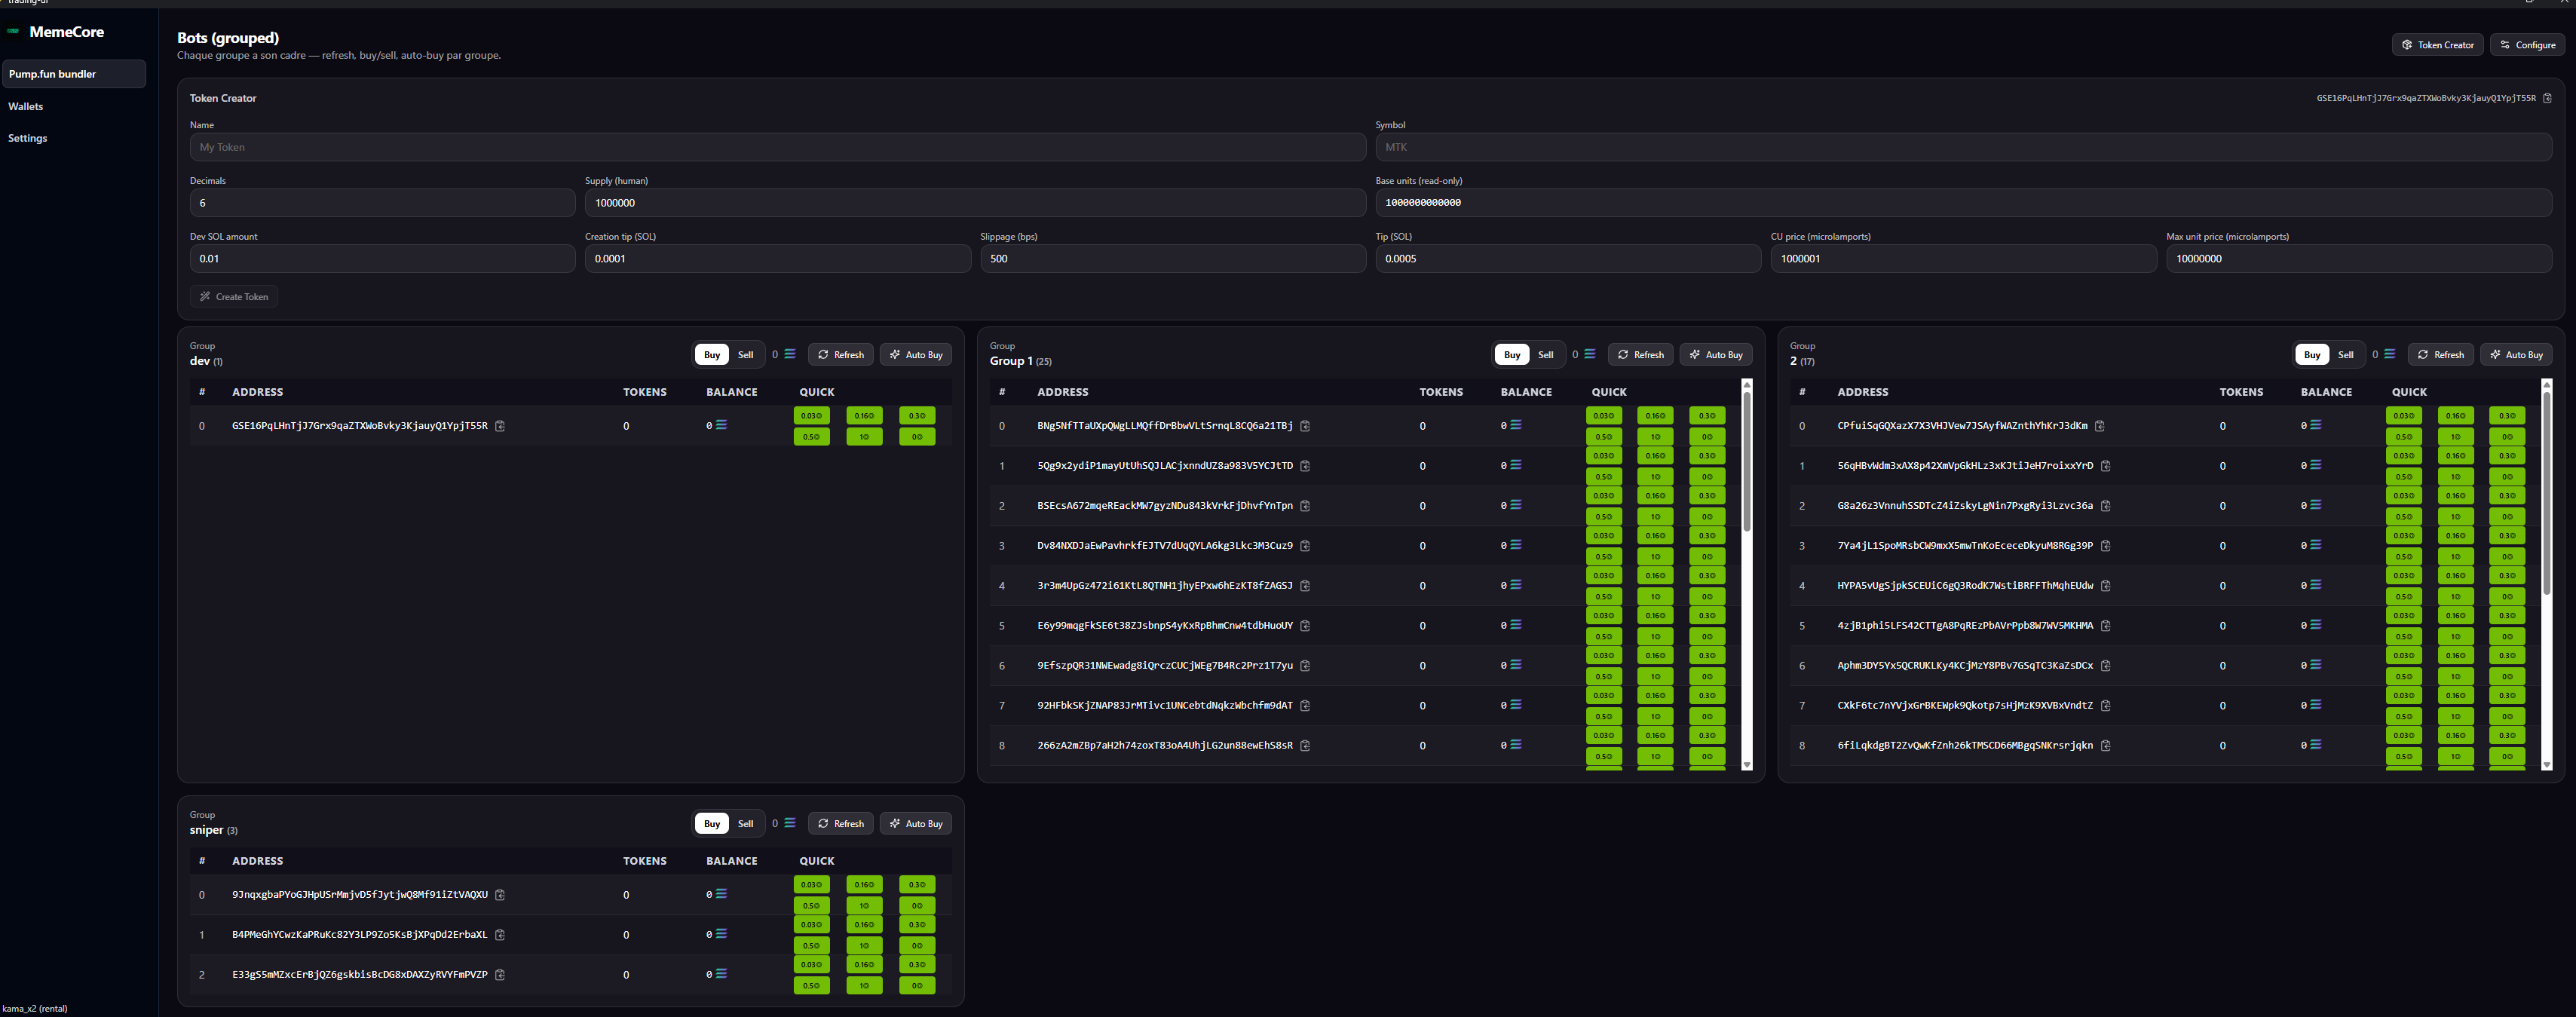 trading-ui
MemeCore
Pump.fun bundler
Wallets
Settings
kama_x2 (rental)
Bots (grouped)
Chaque groupe a son cadre — refresh, buy/sell, auto-buy par groupe.
Token Creator
Configure
Token Creator
GSE16PqLHnTjJ7Grx9qaZTXWoBvky3KjauyQ1YpjT55R
Name
Symbol
My Token
MTK
Decimals
Supply (human)
Base units (read-only)
6
1000000
1000000000000
Dev SOL amount
Creation tip (SOL)
Slippage (bps)
Tip (SOL)
CU price (microlamports)
Max unit price (microlamports)
0.01
0.0001
500
0.0005
1000001
10000000
Create Token
Group
dev (1)
Buy Sell 0 Refresh Auto Buy
# ADDRESS TOKENS BALANCE QUICK
0 GSE16PqLHnTjJ7Grx9qaZTXWoBvky3KjauyQ1YpjT55R 0 0 0.03 0.16 0.3
0.5 1 0
Group
Group 1 (25)
Buy Sell 0 Refresh Auto Buy
# ADDRESS TOKENS BALANCE QUICK
0 BNg5NfTTaUXpQWgLLMQffDrBbwVLtSrnqL8CQ6a21TBj 0 0 0.03 0.16 0.3
0.5 1 0
1 5Qg9x2ydiP1mayUtUhSQJLACjxnndUZ8a983V5YCJtTD 0 0 0.03 0.16 0.3
0.5 1 0
2 BSEcsA672mqeREackMW7gyzNDu843kVrkFjDhvfYnTpn 0 0 0.03 0.16 0.3
0.5 1 0
3 Dv84NXDJaEwPavhrkfEJTV7dUqQYLA6kg3Lkc3M3Cuz9 0 0 0.03 0.16 0.3
0.5 1 0
4 3r3m4UpGz472i61KtL8QTNH1jhyEPxw6hEzKT8fZAGSJ 0 0 0.03 0.16 0.3
0.5 1 0
5 E6y99mqgFkSE6t38ZJsbnpS4yKxRpBhmCnw4tdbHuoUY 0 0 0.03 0.16 0.3
0.5 1 0
6 9EfszpQR31NWEwadg8iQrczCUCjWEg7B4Rc2Prz1T7yu 0 0 0.03 0.16 0.3
0.5 1 0
7 92HFbkSKjZNAP83JrMTivc1UNCebtdNqkzWbchfm9dAT 0 0 0.03 0.16 0.3
0.5 1 0
8 266zA2mZBp7aH2h74zoxT83oA4UhjLG2un88ewEhS8sR 0 0 0.03 0.16 0.3
0.5 1 0
Group
2 (17)
Buy Sell 0 Refresh Auto Buy
# ADDRESS TOKENS BALANCE QUICK
0 CPfuiSqGQXazX7X3VHJVew7JSAyfWAZnthYhKrJ3dKm 0 0 0.03 0.16 0.3
0.5 1 0
1 56qHBvWdm3xAX8p42XmVpGkHLz3xKJtiJeH7roixxYrD 0 0 0.03 0.16 0.3
0.5 1 0
2 G8a26z3VnnuhSSDTcZ4iZskyLgNin7PxgRyi3Lzvc36a 0 0 0.03 0.16 0.3
0.5 1 0
3 7Ya4jL1SpoMRsbCW9mxX5mwTnKoEceceDkyuM8RGg39P 0 0 0.03 0.16 0.3
0.5 1 0
4 HYPA5vUgSjpkSCEUiC6gQ3RodK7WstiBRFFThMqhEUdw 0 0 0.03 0.16 0.3
0.5 1 0
5 4zjB1phi5LFS42CTTgA8PqREzPbAVrPpb8W7WV5MKHMA 0 0 0.03 0.16 0.3
0.5 1 0
6 Aphm3DY5Yx5QCRUKLKy4KCjMzY8PBv7GSqTC3KaZsDCx 0 0 0.03 0.16 0.3
0.5 1 0
7 CXkF6tc7nYVjxGrBKEWpk9Qkotp7sHjMzK9XVBxVndtZ 0 0 0.03 0.16 0.3
0.5 1 0
8 6fiLqkdgBT2ZvQwKfZnh26kTMSCD66MBgqSNKrsrjqkn 0 0 0.03 0.16 0.3
0.5 1 0
Group
sniper (3)
Buy Sell 0 Refresh Auto Buy
# ADDRESS TOKENS BALANCE QUICK
0 9JnqxgbaPYoGJHpUSrMmjvD5fJytjwQ8Mf91iZtVAQXU 0 0 0.03 0.16 0.3
0.5 1 0
1 B4PMeGhYCwzKaPRuKc82Y3LP9Zo5KsBjXPqDd2ErbaXL 0 0 0.03 0.16 0.3
0.5 1 0
2 E33gS5mMZxcErBjQZ6gskbisBcDG8xDAXZyRVYFmPVZP 0 0 0.03 0.16 0.3
0.5 1 0